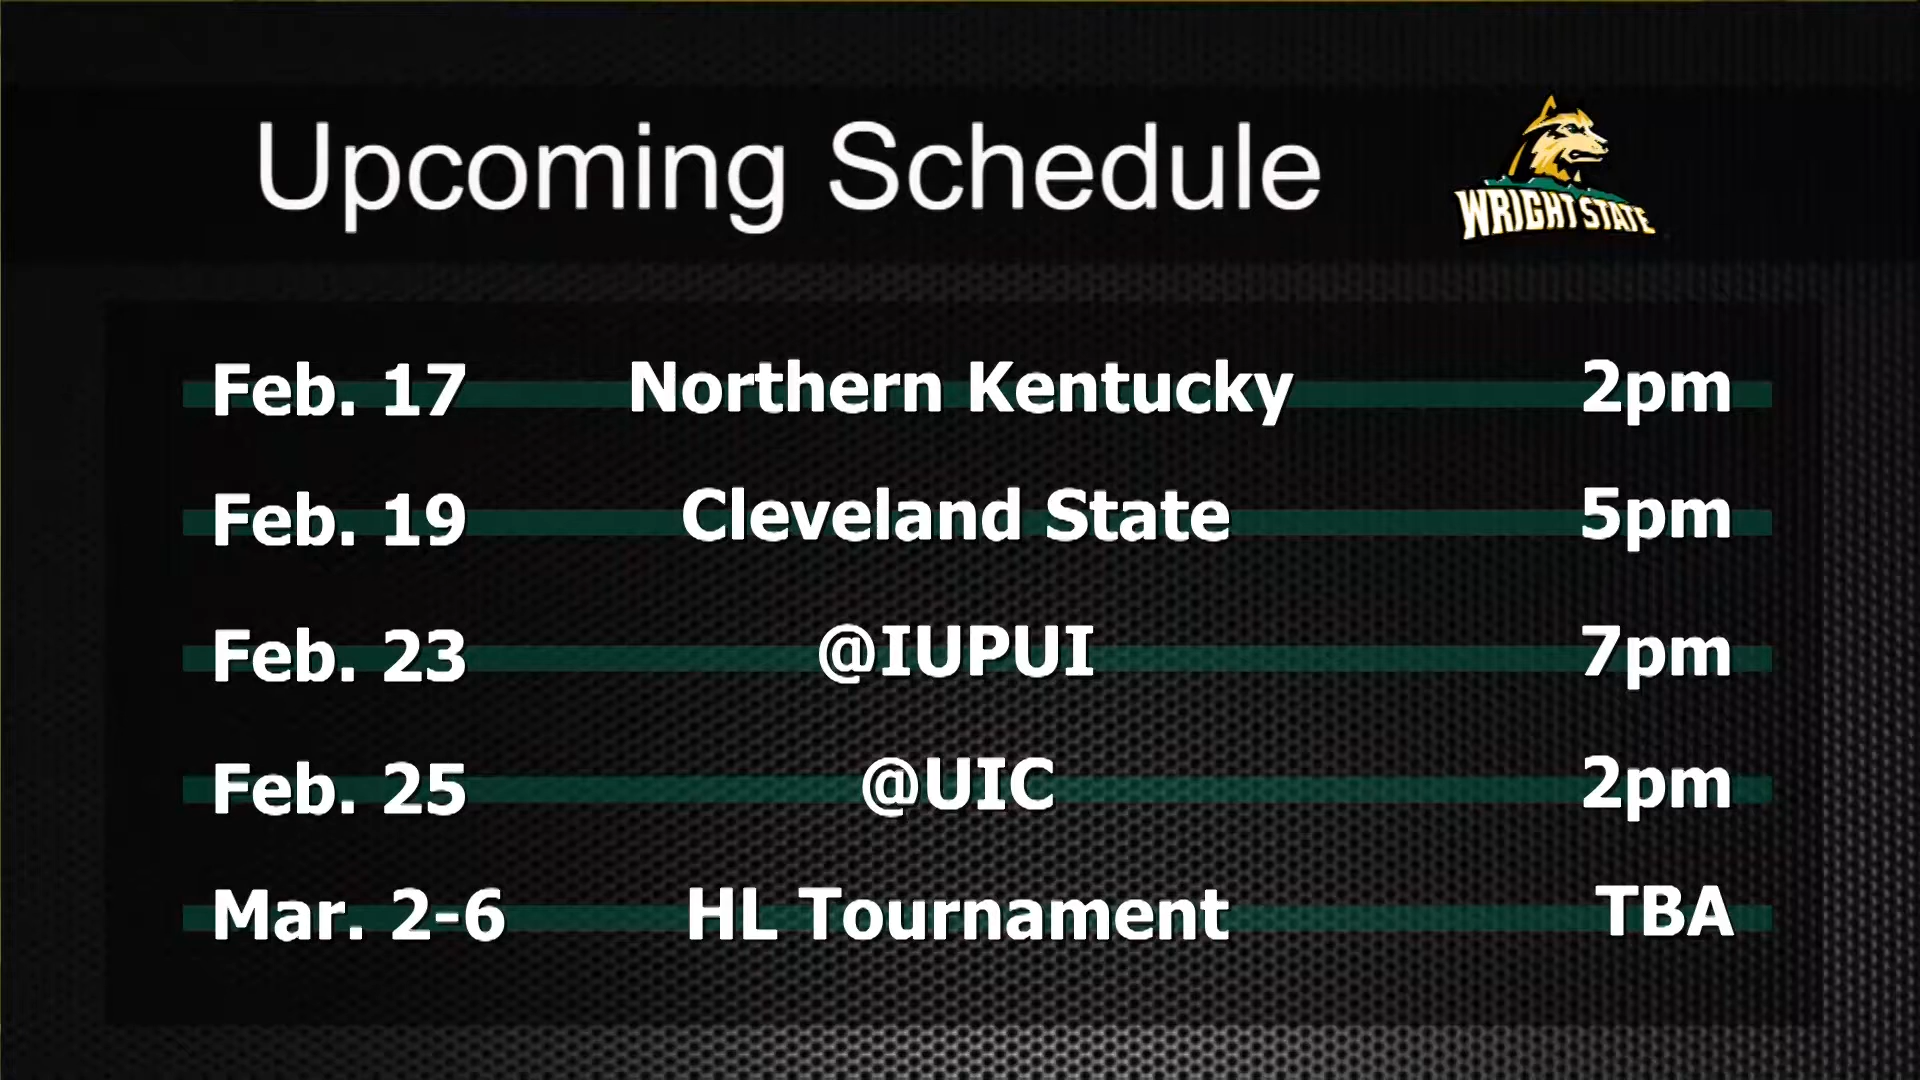 Upcoming Schedule
WRIGHT STATE
Feb. 17 Northern Kentucky 2pm
Feb. 19 Cleveland State 5pm
Feb. 23 @IUPUI 7pm
Feb. 25 @UIC 2pm
Mar. 2-6 HL Tournament TBA